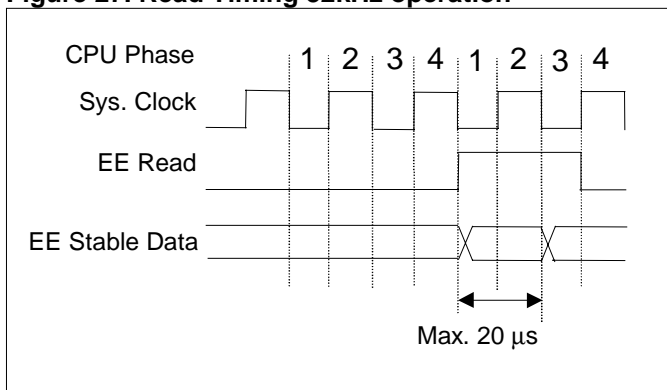 Figure Read Timing 32kHz operation
CPU Phase 1 2 3 4 1 2 3 4
Sys. Clock
EE Read
EE Stable Data
Max. 20 µs